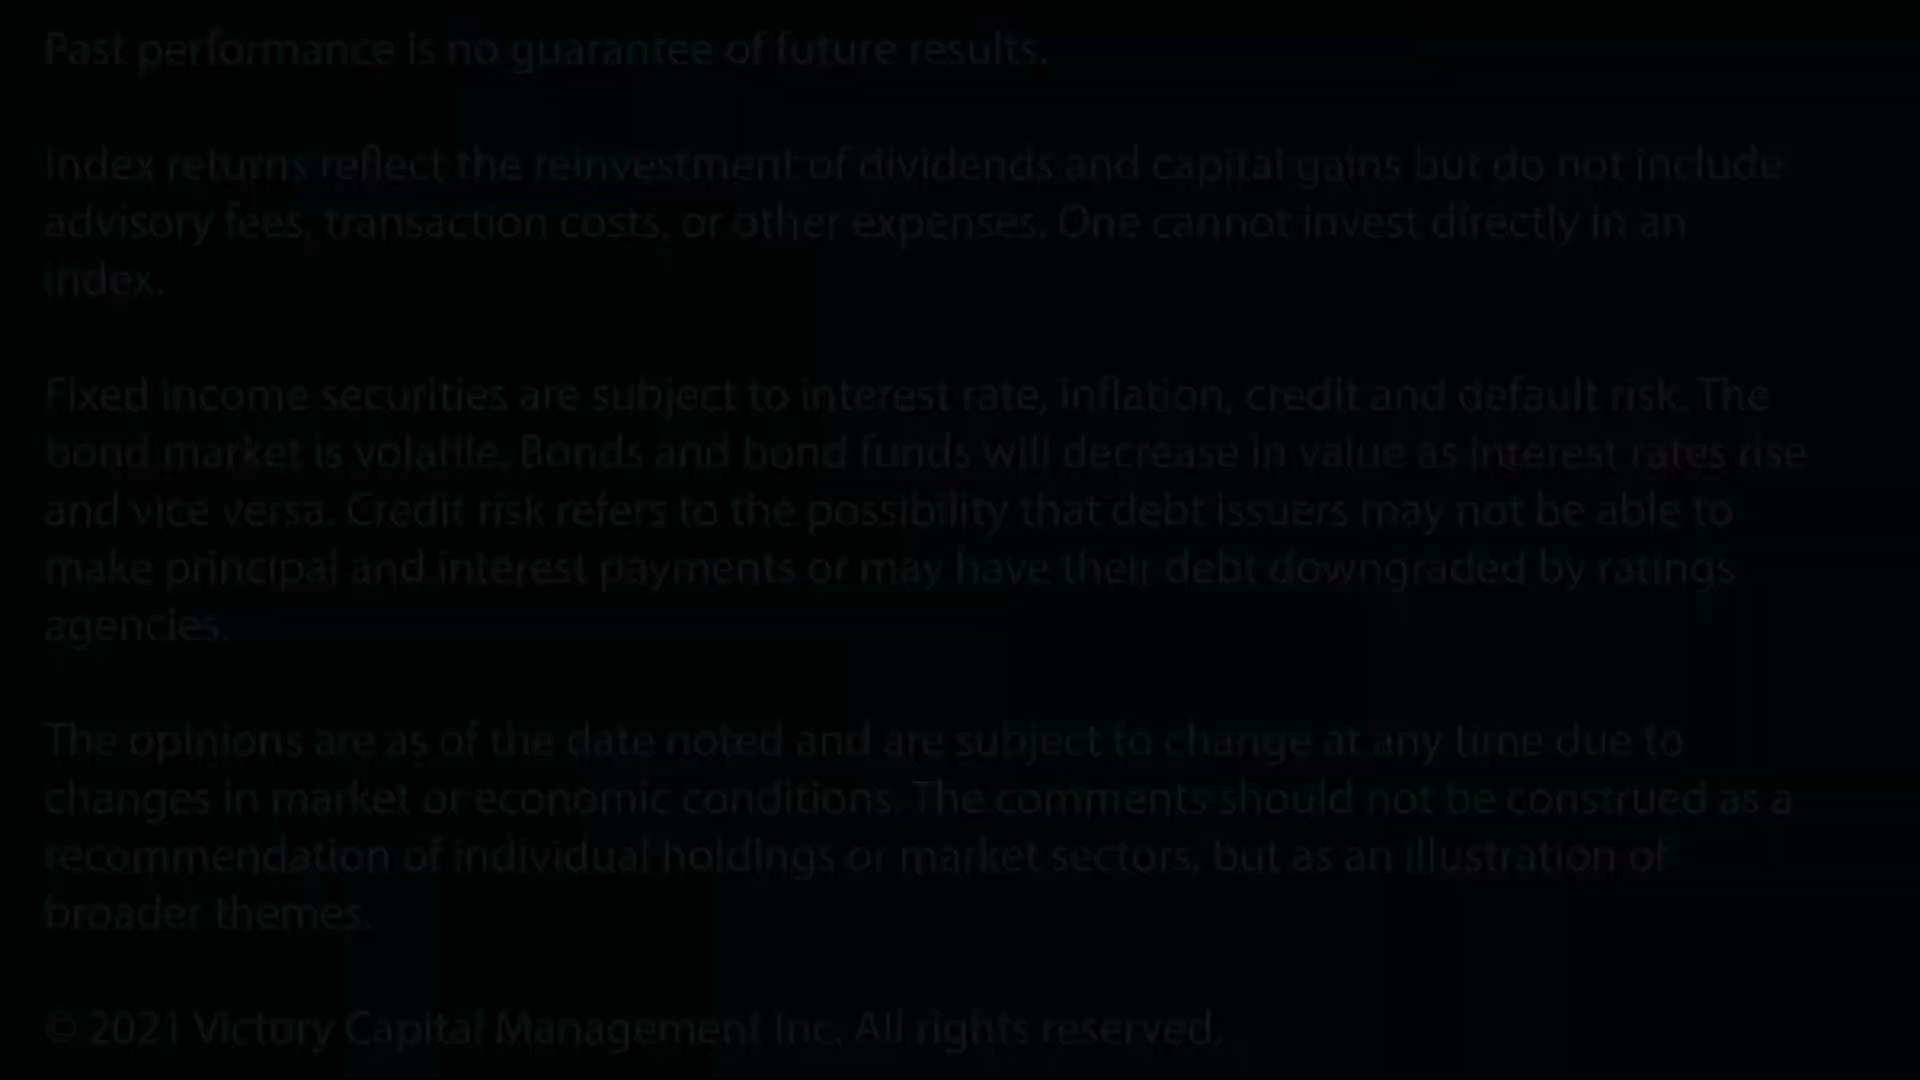 Past performance is no guarantee of future results.
Index returns reflect the reinvestment of dividends and capital gains but do not include
advisory fees, transaction costs, or other expenses. One cannot invest directly in an
index.
Fixed income securities are subject to interest rate, inflation, credit and default risk. The
bond market is volatile. Bonds and bond funds will decrease in value as interest rates rise
and vice versa. Credit risk refers to the possibility that debt issuers may not be able to
make principal and interest payments or may have their debt downgraded by ratings
agencies.
The opinions are as of the date noted and are subject to change at any time due to
changes in market or economic conditions. The comments should not be construed as a
recommendation of individual holdings or market sectors, but as an illustration of
broader themes.
© 2021 Victory Capital Management Inc. All rights reserved.